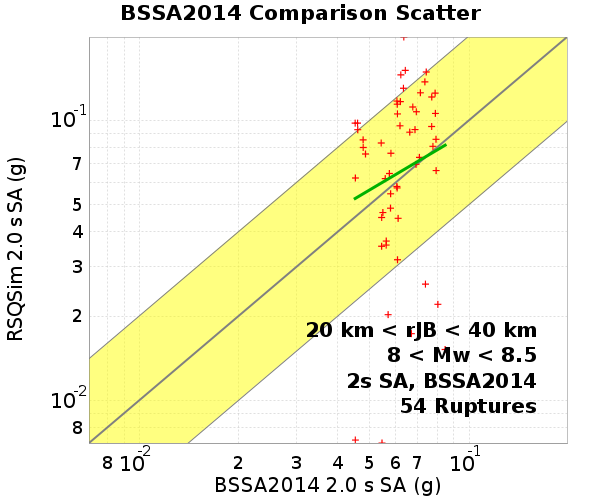 BSSA2014 Comparison Scatter
RSQSim 2.0 s SA (g)
10-1
7
5
4
3
2
10-2
8
20 km < rJB < 40 km
8 < Mw < 8.5
2s SA, BSSA2014
54 Ruptures
8 10-2 2 3 4 5 6 7 10-1
BSSA2014 2.0 s SA (g)